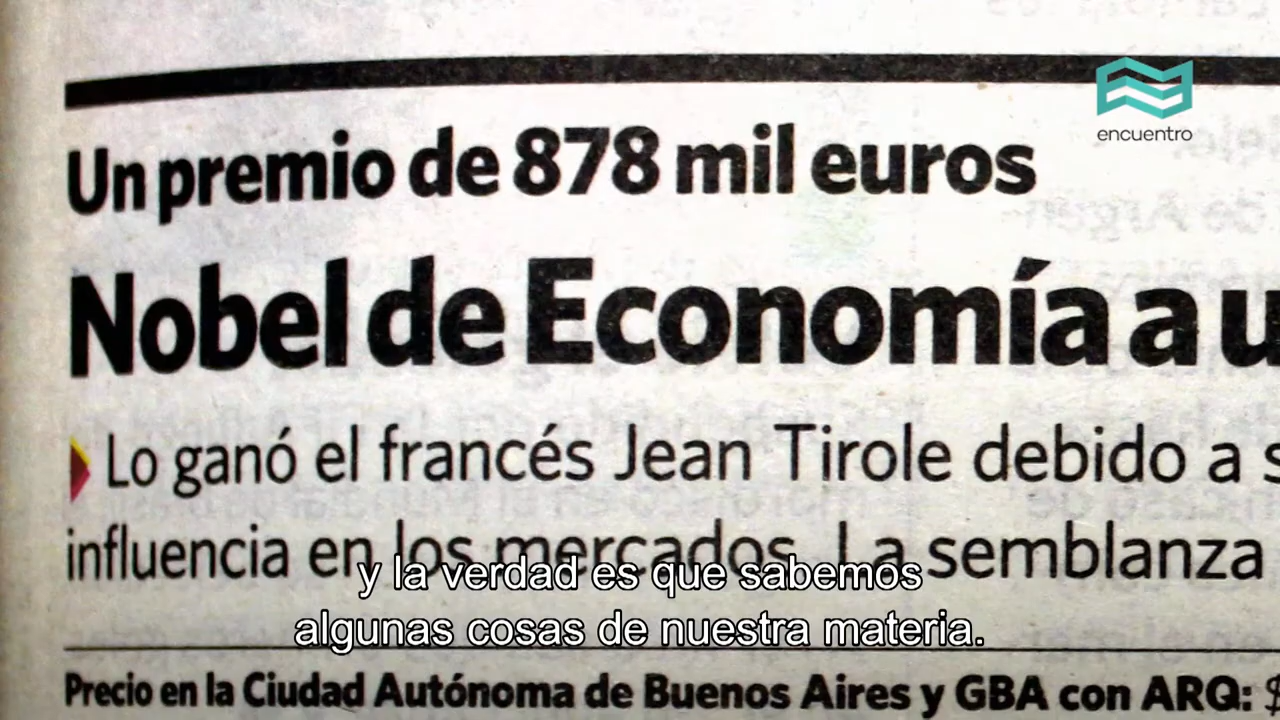 encuentro
Un premio de 878 mil euros
Nobel de Economía a u
Lo ganó el francés Jean Tirole debido a s
influencia en los mercados. La semblanza
y la verdad es que sabemos
algunas cosas de nuestra materia.
Precio en la Ciudad Autónoma de Buenos Aires y GBA con ARQ: $